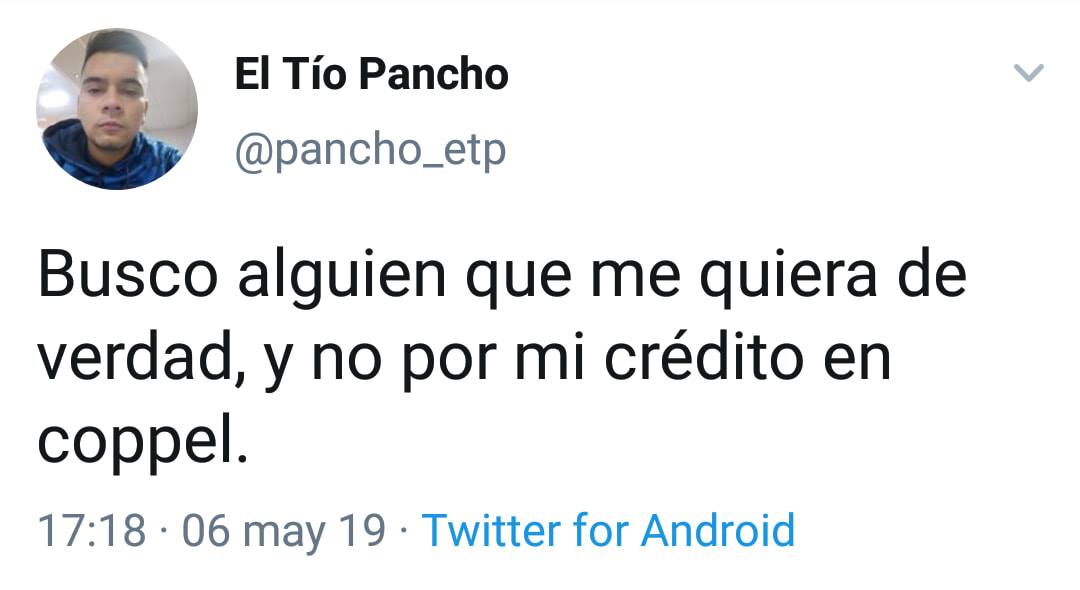 El Tío Pancho
@pancho_etp
Busco alguien que me quiera de
verdad, y no por mi crédito en
coppel.
17:18 · 06 may 19 · Twitter for Android